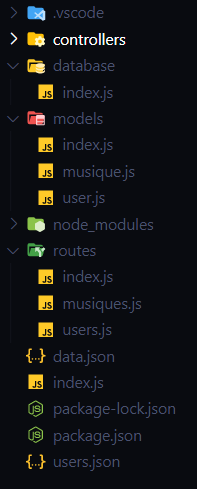 .vscode
controllers
database
index.js
models
index.js
musique.js
user.js
node_modules
routes
index.js
musiques.js
users.js
data.json
index.js
package-lock.json
package.json
users.json